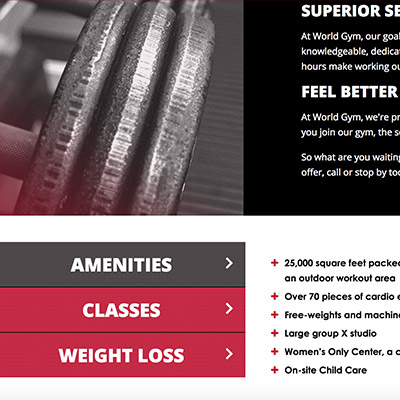 SUPERIOR SE
At World Gym, our goal
knowledgeable, dedicat
hours make working ou
FEEL BETTER
At World Gym, we're pr
you join our gym, the s
So what are you waiting
offer, call or stop by to
AMENITIES
CLASSES
WEIGHT LOSS
25,000 square feet packed
an outdoor workout area
Over 70 pieces of cardio e
Free-weights and machin
Large group X studio
Women's Only Center, a c
On-site Child Care